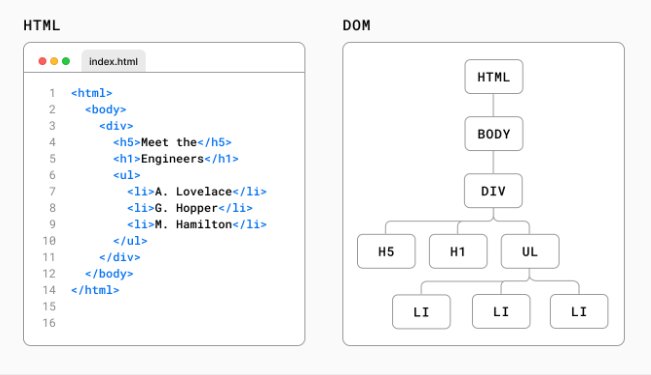 HTML
index.html
1 <html>
2 <body>
3 <div>
4 <h5>Meet the</h5>
5 <h1>Engineers</h1>
6 <ul>
7 <li>A. Lovelace</li>
8 <li>G. Hopper</li>
9 <li>M. Hamilton</li>
10 </ul>
11 </div>
12 </body>
14 </html>
15
16
DOM
HTML
BODY
DIV
H5 H1 UL
LI LI LI